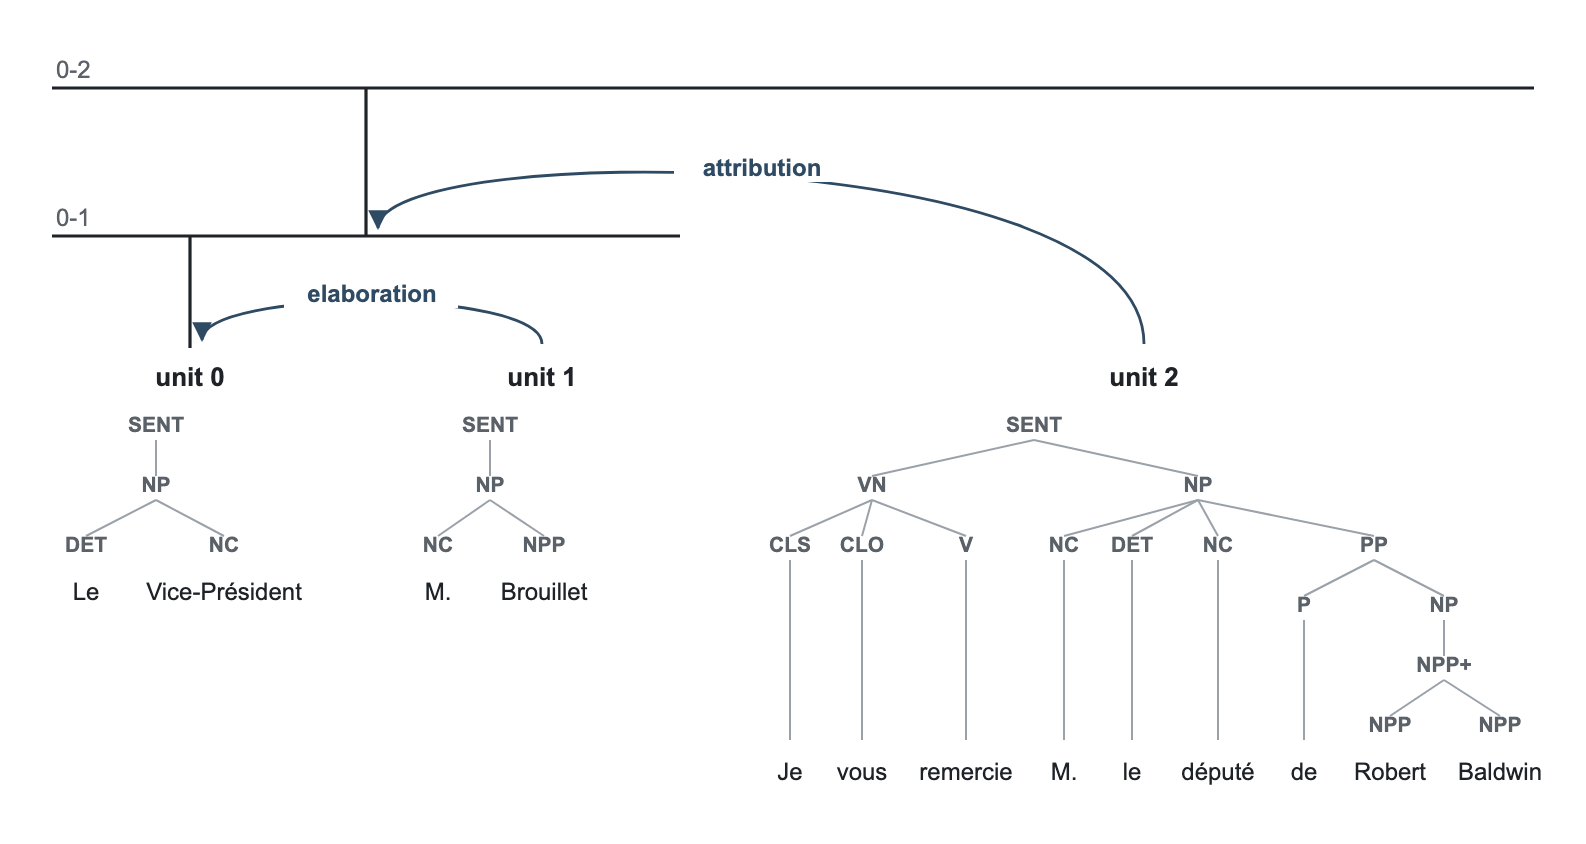 0-2
attribution
0-1
elaboration
unit 0 unit 1 unit 2
SENT SENT SENT
NP NP VN NP
DET NC NC NPP CLS CLO V NC DET NC PP
Le Vice-Président M. Brouillet P NP
NPP+
NPP NPP
Je vous remercie M. le député de Robert Baldwin